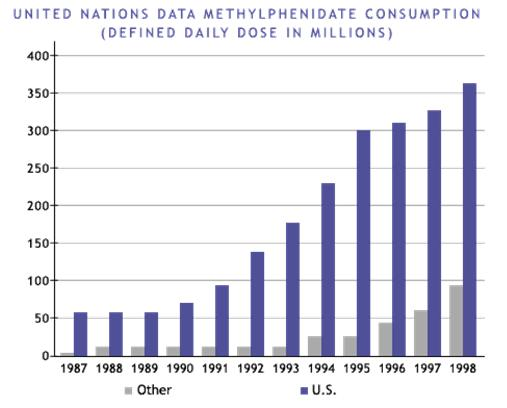 UNITED NATIONS DATA METHYLPHENIDATE CONSUMPTION
(DEFINED DAILY DOSE IN MILLIONS)
400
350
300
250
200
150
100
50
0
1987 1988 1989 1990 1991 1992 1993 1994 1995 1996 1997 1998
Other U.S.